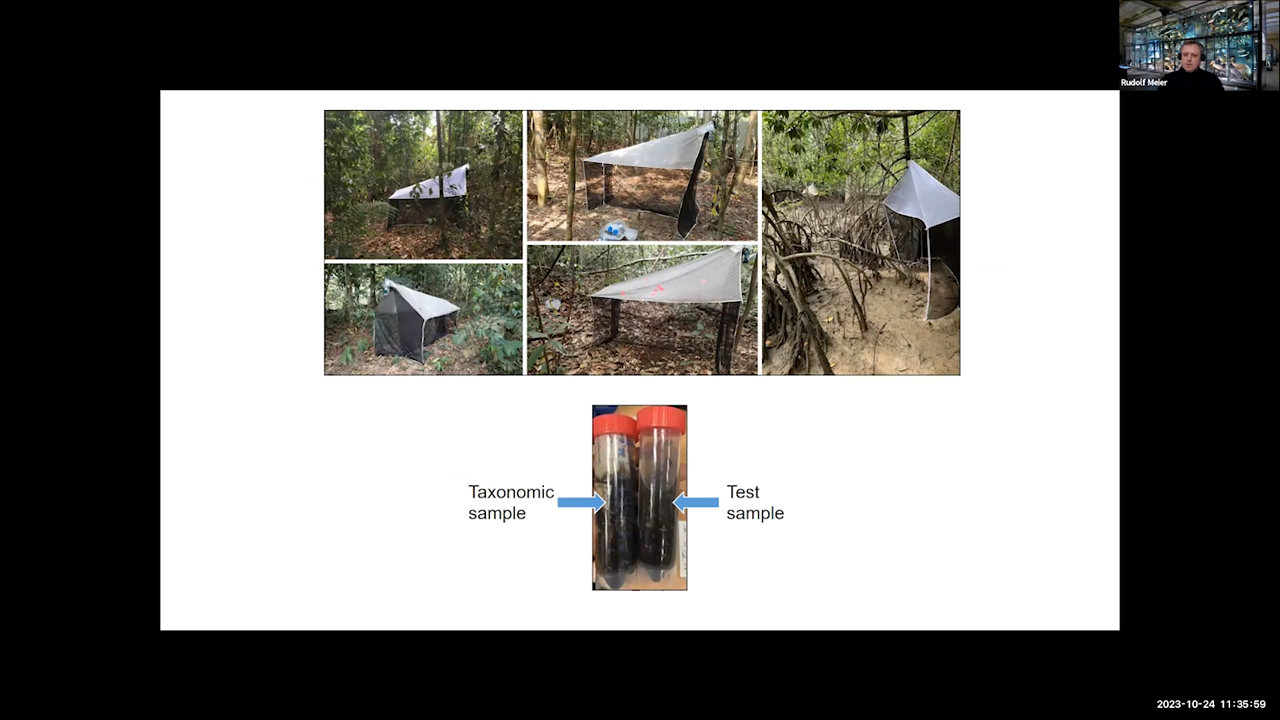 Rudolf Meier
Taxonomic
sample
Test
sample
2023-10-24 11:35:59